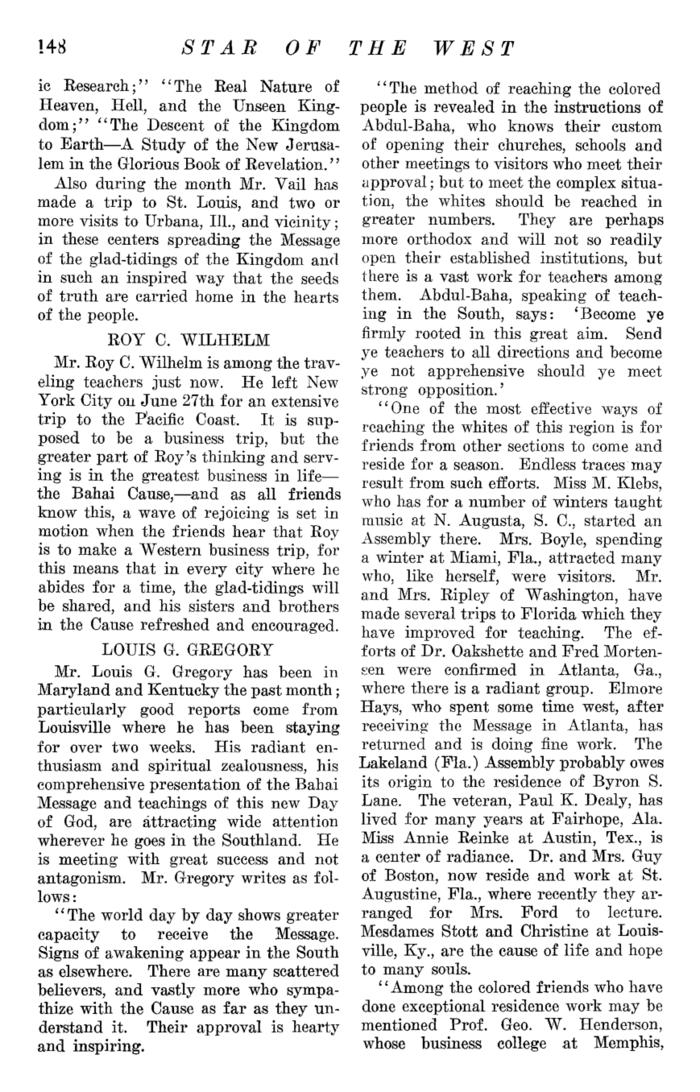 148 STAR OF THE WEST
ic Research;" "The Real Nature of
Heaven, Hell, and the Unseen King-
dom;" "The Descent of the Kingdom
to Earth—A Study of the New Jerusa-
lem in the Glorious Book of Revelation."
Also during the month Mr. Vail has
made a trip to St. Louis, and two or
more visits to Urbana, Ill., and vicinity;
in these centers spreading the Message
of the glad-tidings of the Kingdom and
in such an inspired way that the seeds
of truth are carried home in the hearts
of the people.
ROY C. WILHELM
Mr. Roy C. Wilhelm is among the trav-
eling teachers just now. He left New
York City on June 27th for an extensive
trip to the Pacific Coast. It is sup-
posed to be a business trip, but the
greater part of Roy's thinking and serv-
ing is in the greatest business in life—
the Bahai Cause,—and as all friends
know this, a wave of rejoicing is set in
motion when the friends hear that Roy
is to make a Western business trip, for
this means that in every city where he
abides for a time, the glad-tidings will
be shared, and his sisters and brothers
in the Cause refreshed and encouraged.
LOUIS G. GREGORY
Mr. Louis G. Gregory has been in
Maryland and Kentucky the past month;
particularly good reports come from
Louisville where he has been staying
for over two weeks. His radiant en-
thusiasm and spiritual zealousness, his
comprehensive presentation of the Bahai
Message and teachings of this new Day
of God, are attracting wide attention
wherever he goes in the Southland. He
is meeting with great success and not
antagonism. Mr. Gregory writes as fol-
lows:
"The world day by day shows greater
capacity to receive the Message.
Signs of awakening appear in the South
as elsewhere. There are many scattered
believers, and vastly more who sympa-
thize with the Cause as far as they un-
derstand it. Their approval is hearty
and inspiring.
"The method of reaching the colored
people is revealed in the instructions of
Abdul-Baha, who knows their custom
of opening their churches, schools and
other meetings to visitors who meet their
approval; but to meet the complex situa-
tion, the whites should be reached in
greater numbers. They are perhaps
more orthodox and will not so readily
open their established institutions, but
there is a vast work for teachers among
them. Abdul-Baha, speaking of teach-
ing in the South, says: 'Become ye
firmly rooted in this great aim. Send
ye teachers to all directions and become
ye not apprehensive should ye meet
strong opposition.'
"One of the most effective ways of
reaching the whites of this region is for
friends from other sections to come and
reside for a season. Endless traces may
result from such efforts. Miss M. Klebs,
who has for a number of winters taught
music at N. Augusta, S. C., started an
Assembly there. Mrs. Boyle, spending
a winter at Miami, Fla., attracted many
who, like herself, were visitors. Mr.
and Mrs. Ripley of Washington, have
made several trips to Florida which they
have improved for teaching. The ef-
forts of Dr. Oakshette and Fred Morten-
sen were confirmed in Atlanta, Ga.,
where there is a radiant group. Elmore
Hays, who spent some time west, after
receiving the Message in Atlanta, has
returned and is doing fine work. The
Lakeland (Fla.) Assembly probably owes
its origin to the residence of Byron S.
Lane. The veteran, Paul K. Dealy, has
lived for many years at Fairhope, Ala.
Miss Annie Reinke at Austin, Tex., is
a center of radiance. Dr. and Mrs. Guy
of Boston, now reside and work at St.
Augustine, Fla., where recently they ar-
ranged for Mrs. Ford to lecture.
Mesdames Stott and Christine at Louis-
ville, Ky., are the cause of life and hope
to many souls.
"Among the colored friends who have
done exceptional residence work may be
mentioned Prof. Geo. W. Henderson,
whose business college at Memphis,